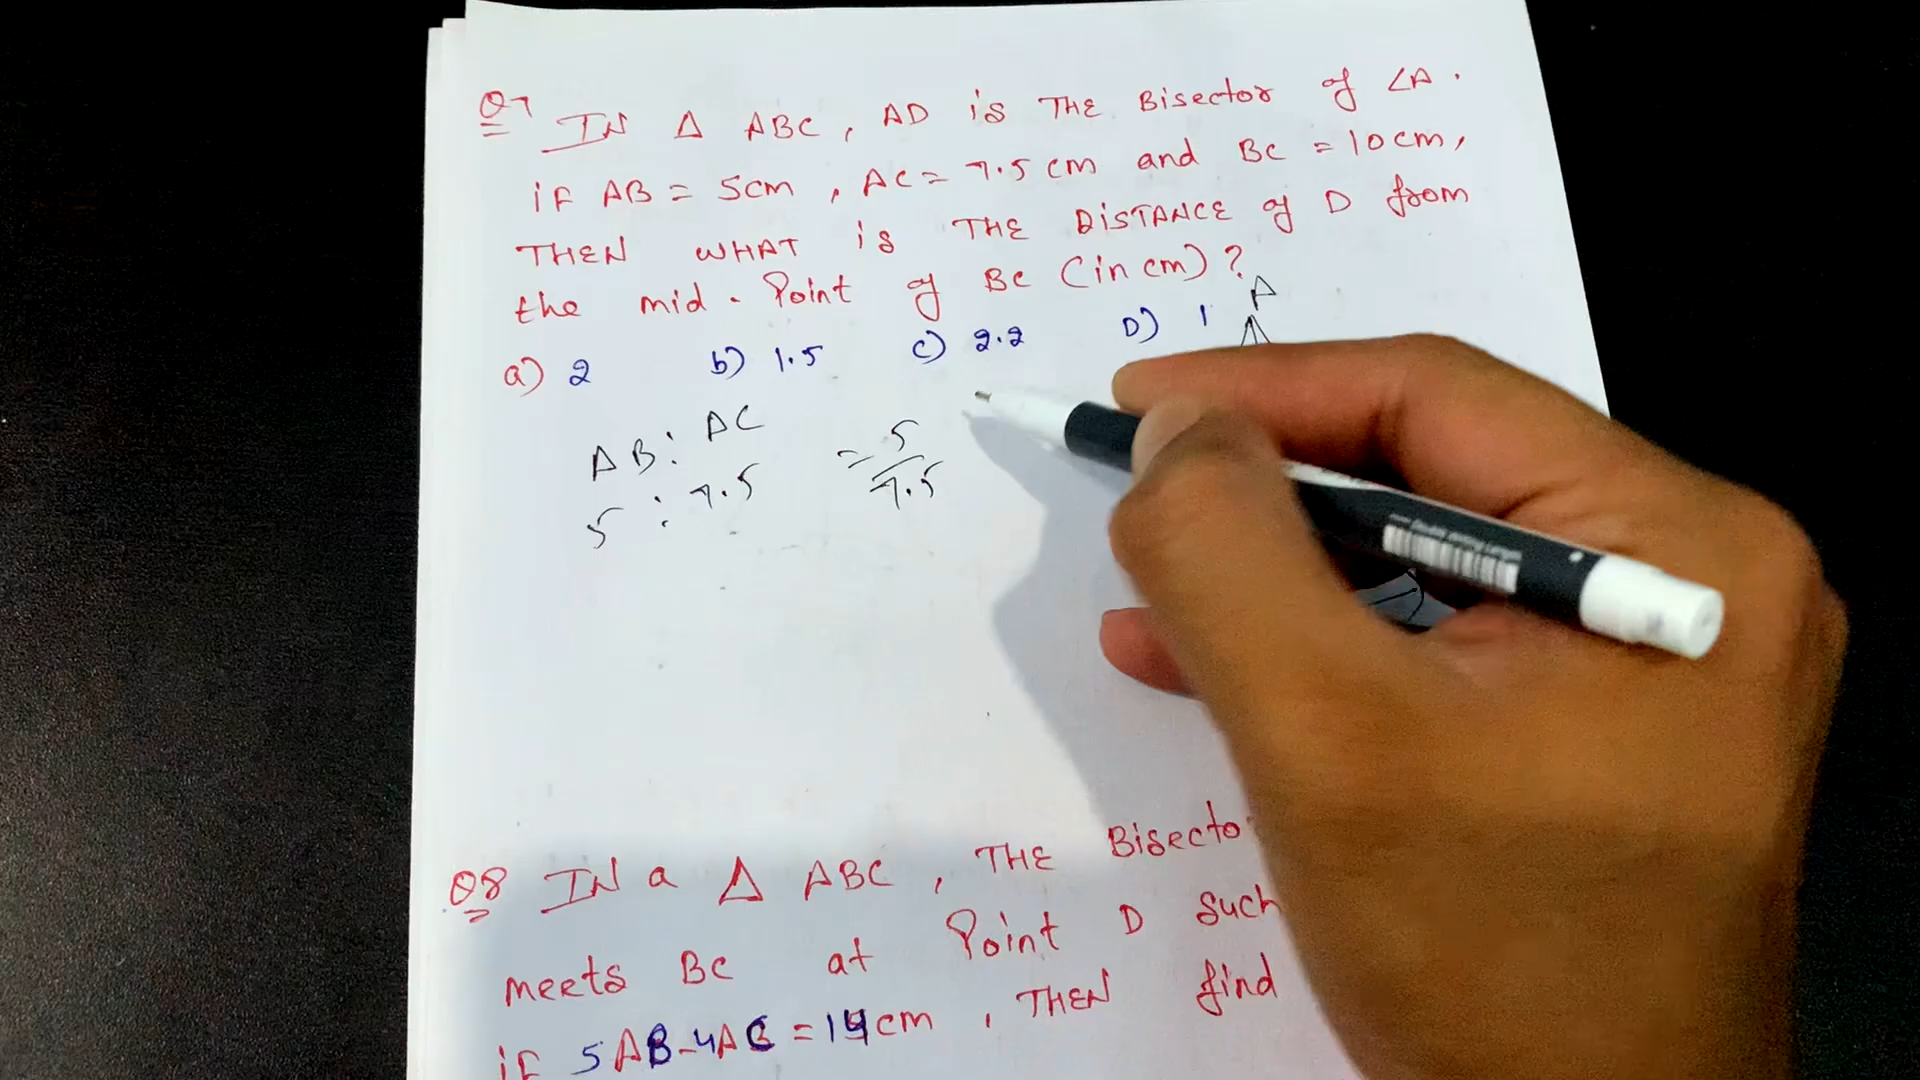 Q7 IN Δ ABC, AD is THE Bisector of ∠A.
if AB = 5cm, AC = 7.5 cm and BC = 10cm,
THEN WHAT is THE DiSTANCE of D from
the mid-Point of BC (in cm)?
a) 2 b) 1.5 c) 2.2 D) 1
A
AB : AC = 5/7.5
5 : 7.5
Q8 IN a Δ ABC, THE Bisecto
meets BC at Point D such
if 5AB-4AC = 14cm, THEN find